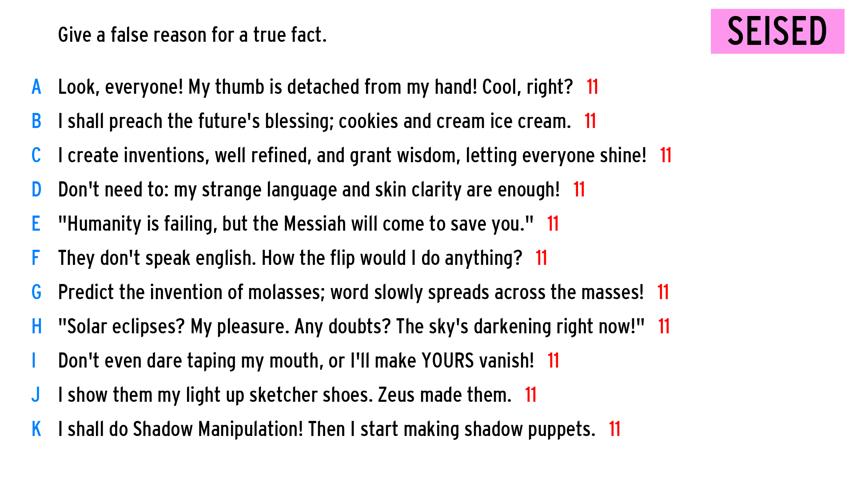 Give a false reason for a true fact.
SEISED
A Look, everyone! My thumb is detached from my hand! Cool, right? 11
B I shall preach the future's blessing; cookies and cream ice cream. 11
C I create inventions, well refined, and grant wisdom, letting everyone shine! 11
D Don't need to: my strange language and skin clarity are enough! 11
E "Humanity is failing, but the Messiah will come to save you." 11
F They don't speak english. How the flip would I do anything? 11
G Predict the invention of molasses; word slowly spreads across the masses! 11
H "Solar eclipses? My pleasure. Any doubts? The sky's darkening right now!" 11
I Don't even dare taping my mouth, or I'll make YOURS vanish! 11
J I show them my light up sketcher shoes. Zeus made them. 11
K I shall do Shadow Manipulation! Then I start making shadow puppets. 11